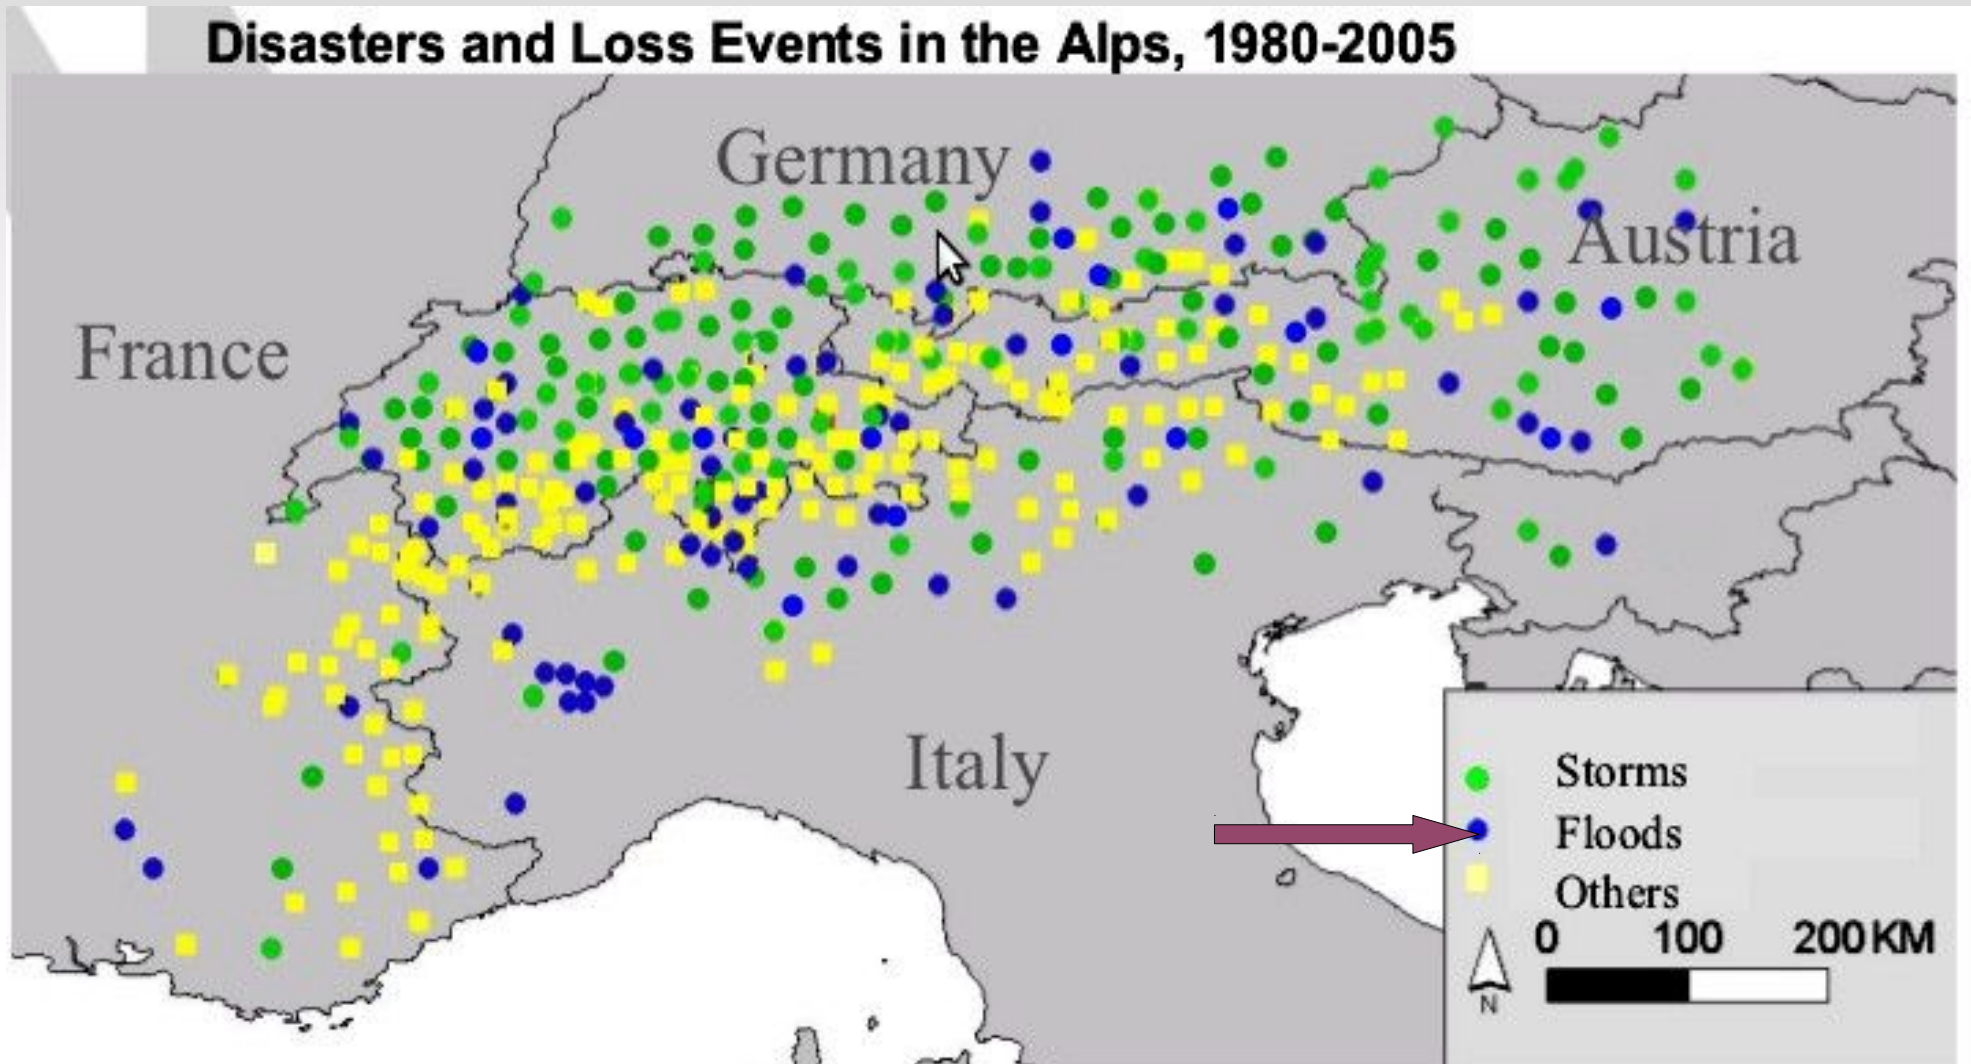 Disasters and Loss Events in the Alps, 1980-2005
Germany
Austria
France
Italy
Storms
Floods
Others
0 100 200 KM
N